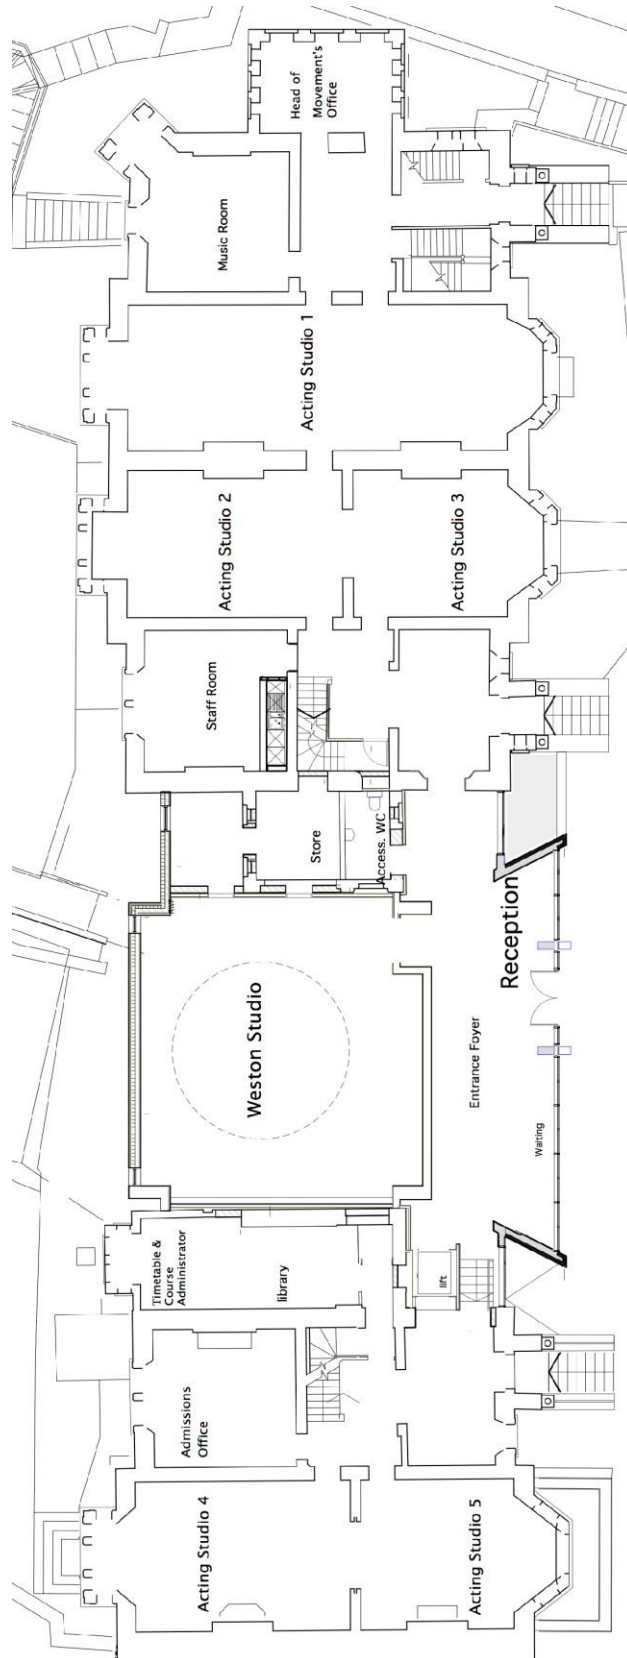 Head of
Movement's
Office
Music Room
Acting Studio 1
Acting Studio 2
Acting Studio 3
Staff Room
Store
Access. WC
Reception
Weston Studio
Entrance Foyer
Waiting
Timetable &
Course
Administrator
library
lift
Admissions
Office
Acting Studio 4
Acting Studio 5